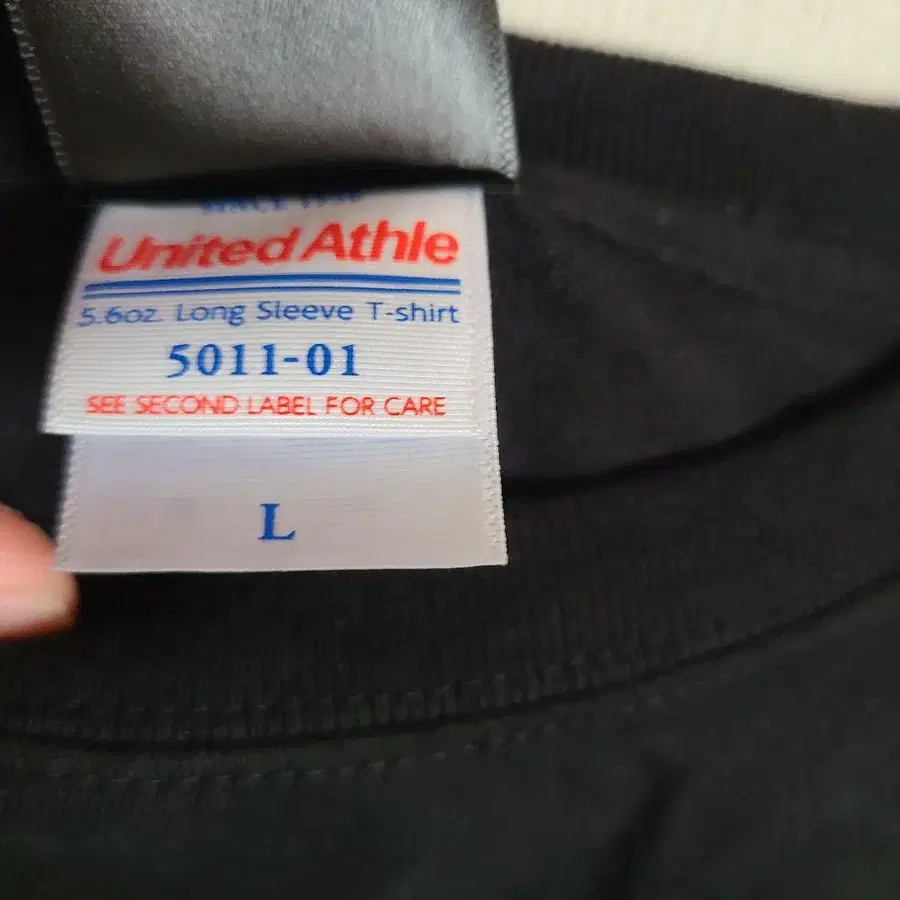 United Athle
5.6oz Long Sleeve T-shirt
5011-01
SEE SECOND LABEL FOR CARE
L